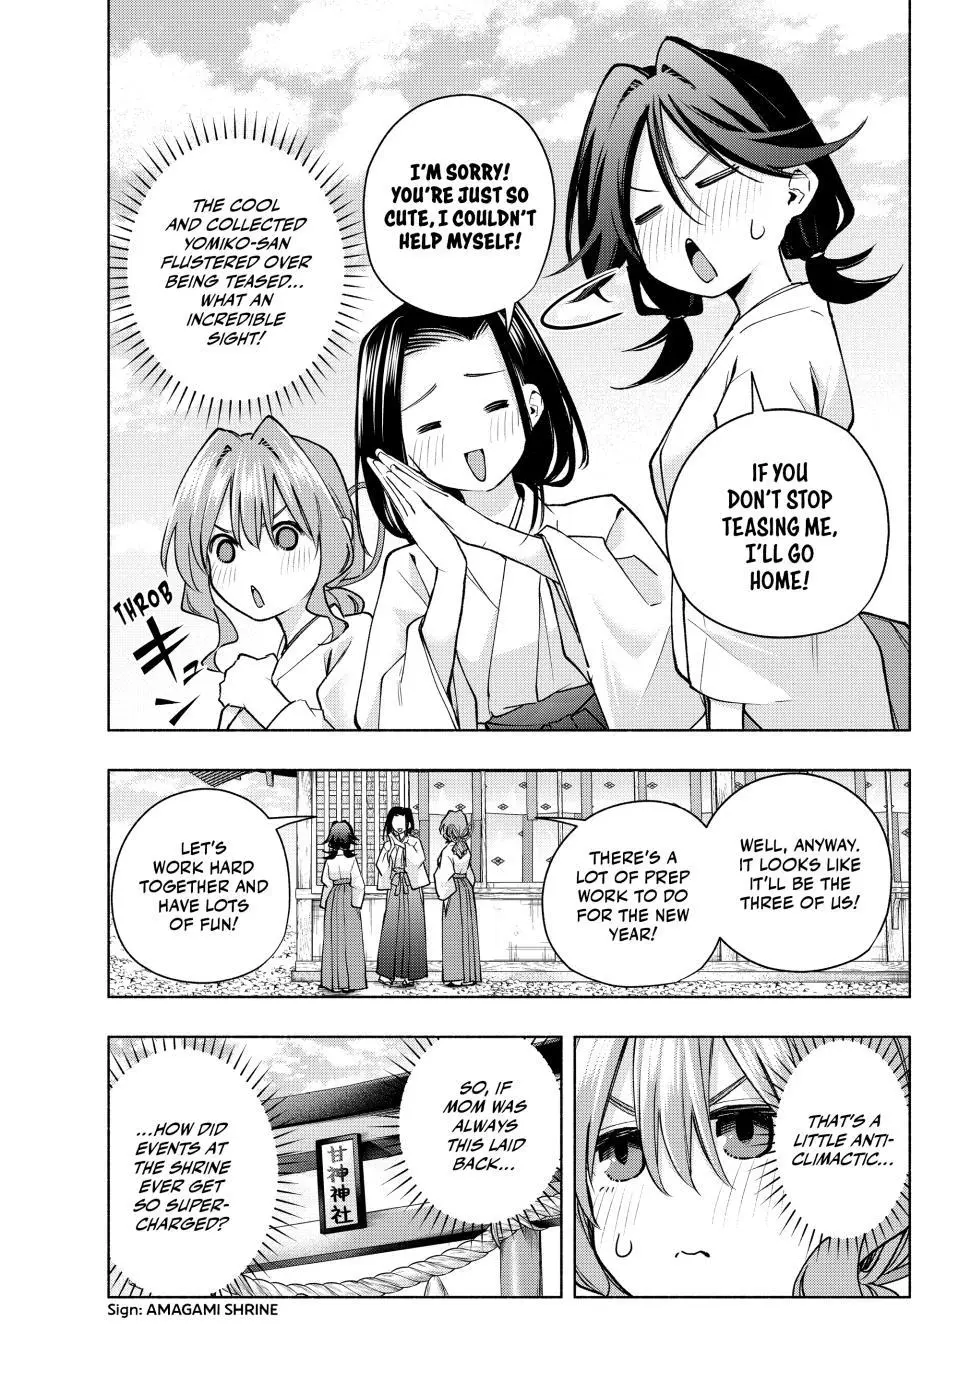 IF YOU
DON'T STOP
TEASING ME,
I'LL GO
HOME!
I'M SORRY!
YOU'RE JUST SO
CUTE, I COULDN'T
HELP MYSELF!
THE COOL
AND COLLECTED
YOMIKO-SAN
FLUSTERED OVER
BEING TEASED...
WHAT AN
INCREDIBLE
SIGHT!
THROB
キュ
WELL, ANYWAY.
IT LOOKS LIKE
IT'LL BE THE
THREE OF US!
THERE'S A
LOT OF PREP
WORK TO DO
FOR THE NEW
YEAR!
LET'S
WORK HARD
TOGETHER AND
HAVE LOTS
OF FUN!
THAT'S A
LITTLE ANTI-
CLIMACTIC...
SO, IF
MOM WAS
ALWAYS
THIS LAID
BACK...
甘神神社
...HOW DID
EVENTS AT
THE SHRINE
EVER GET
SO SUPER-
CHARGED?
Sign: AMAGAMI SHRINE